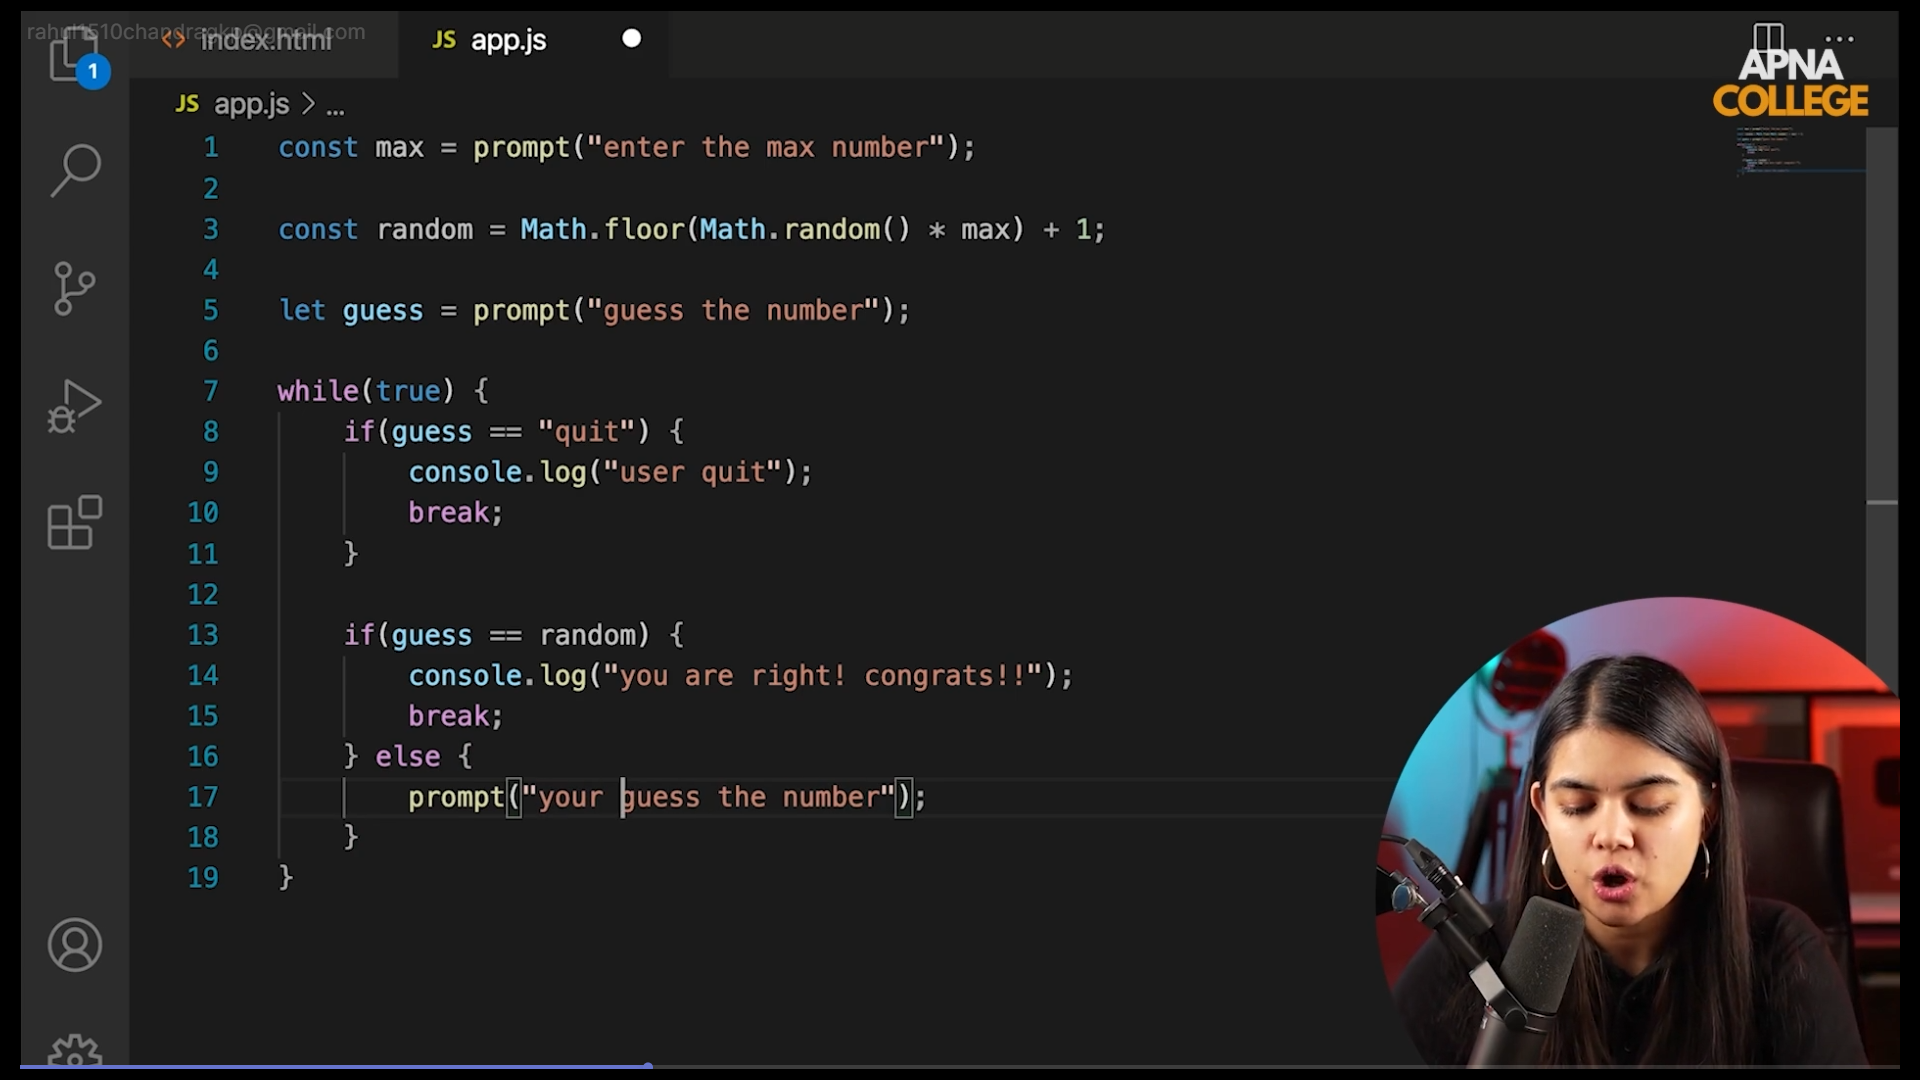 rahul1510chandragkp@gmail.com
index.html
JS app.js
1
APNA
COLLEGE
JS app.js > ...
1 const max = prompt("enter the max number");
2
3 const random = Math.floor(Math.random() * max) + 1;
4
5 let guess = prompt("guess the number");
6
7 while(true) {
8 if(guess == "quit") {
9 console.log("user quit");
10 break;
11 }
12
13 if(guess == random) {
14 console.log("you are right! congrats!!");
15 break;
16 } else {
17 prompt("your guess the number");
18 }
19 }